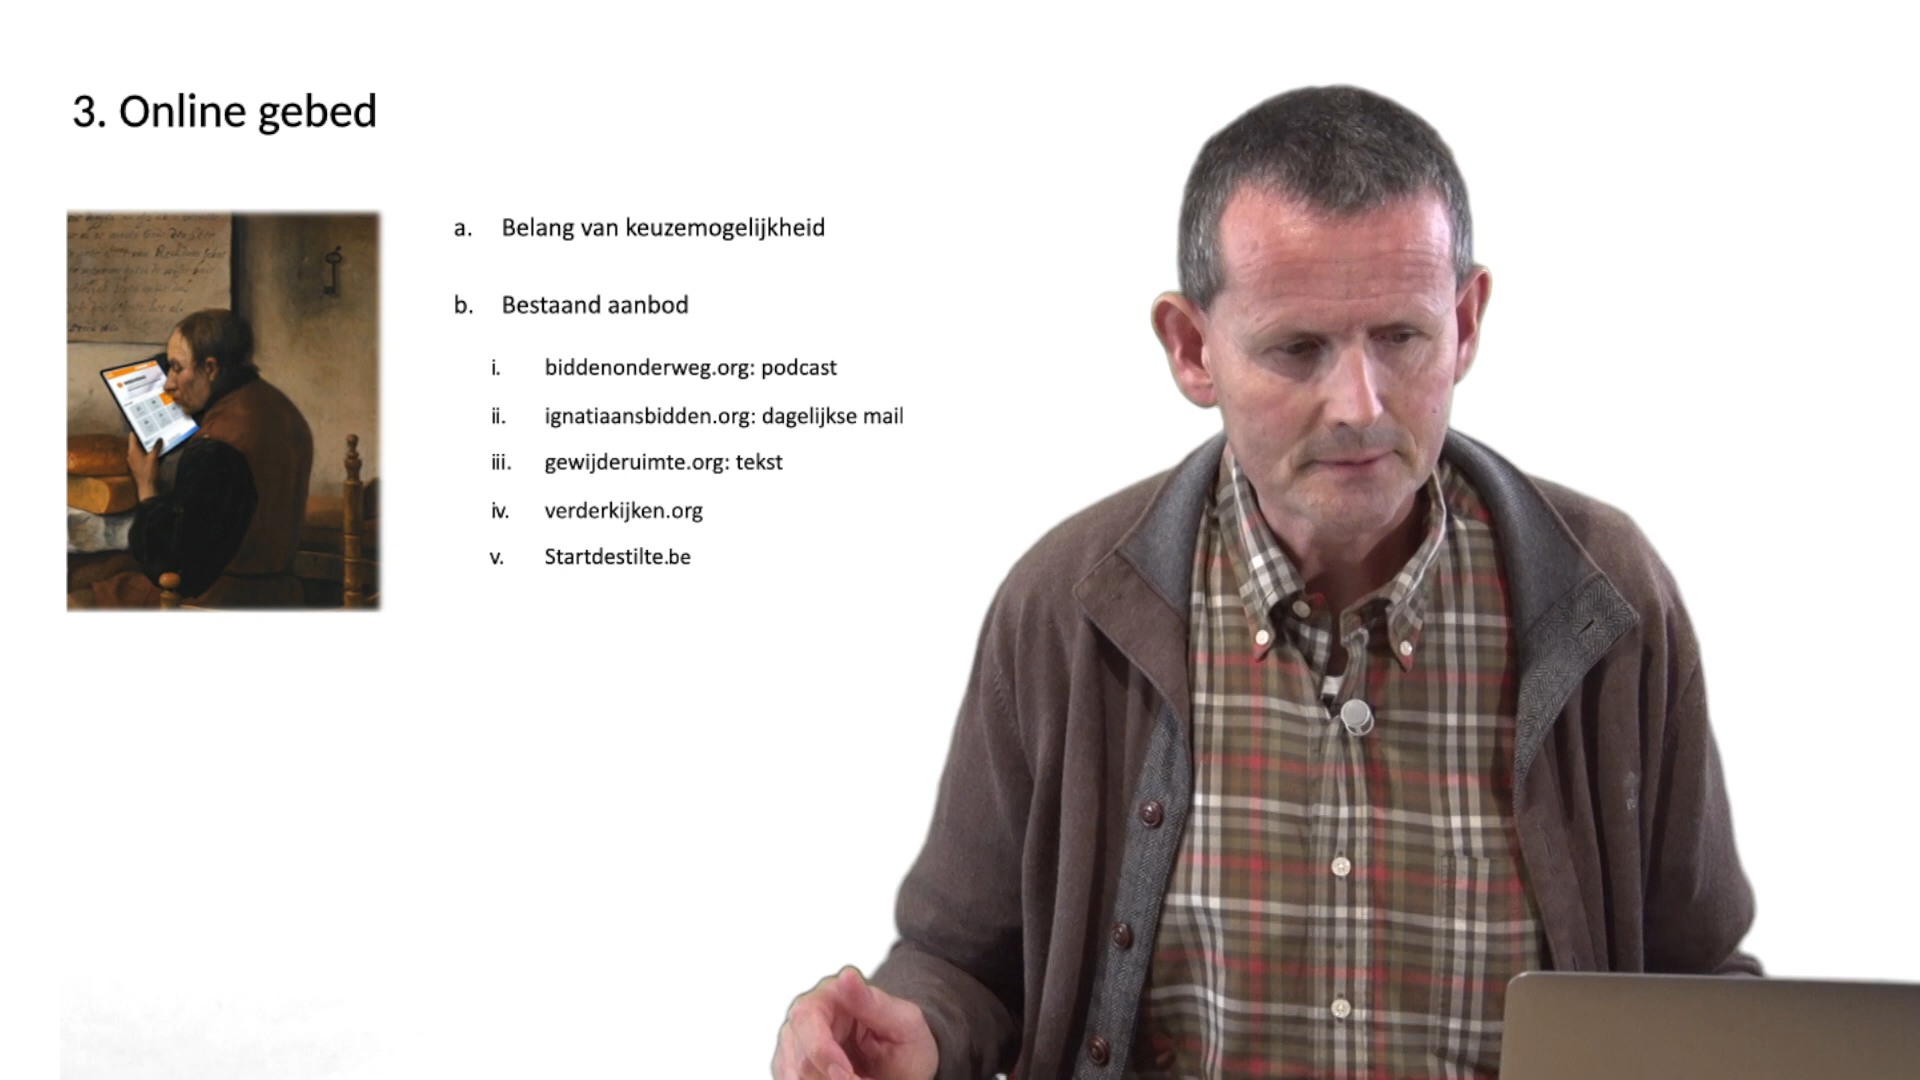 3. Online gebed
a. Belang van keuzemogelijkheid
b. Bestaand aanbod
i. biddenonderweg.org: podcast
ii. ignatiaansbidden.org: dagelijkse mail
iii. gewijderuimte.org: tekst
iv. verderkijken.org
v. Startdestilte.be